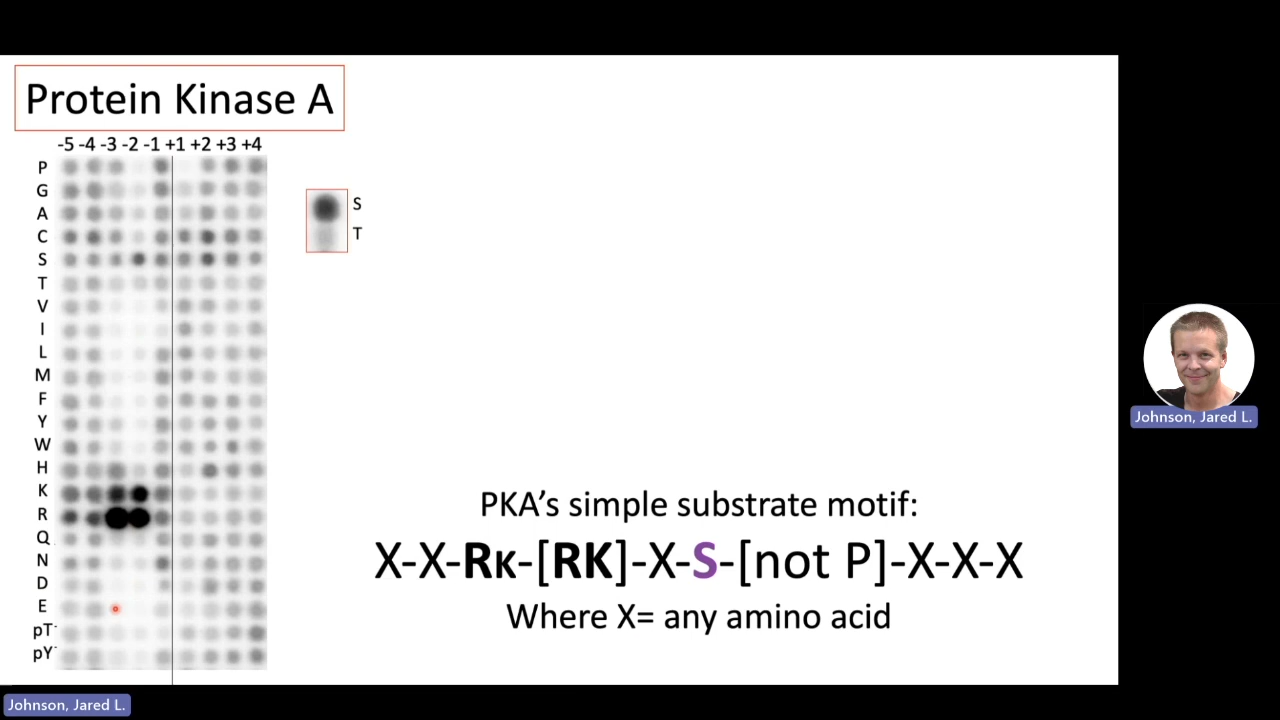 Protein Kinase A
-5 -4 -3 -2 -1 +1 +2 +3 +4
P
G
A
C
S
T
V
I
L
M
F
Y
W
H
K
R
Q
N
D
E
pT
pY
S
T
PKA’s simple substrate motif:
X-X-RK-[RK]-X-S-[not P]-X-X-X
Where X= any amino acid
Johnson, Jared L.
Johnson, Jared L.